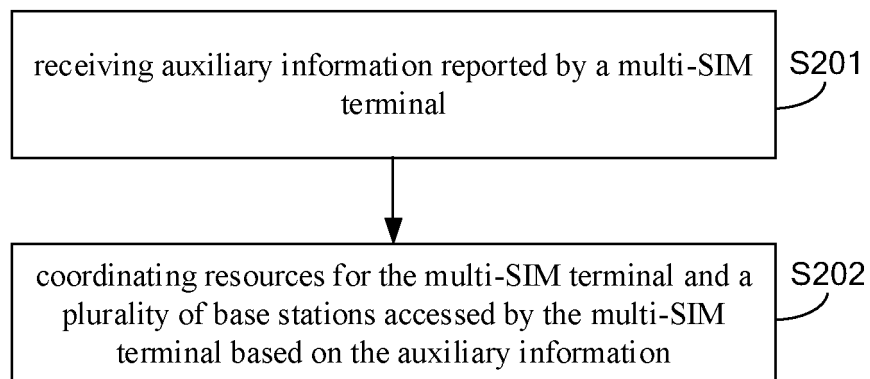 receiving auxiliary information reported by a multi-SIM
terminal
S201
coordinating resources for the multi-SIM terminal and a
plurality of base stations accessed by the multi-SIM
terminal based on the auxiliary information
S202